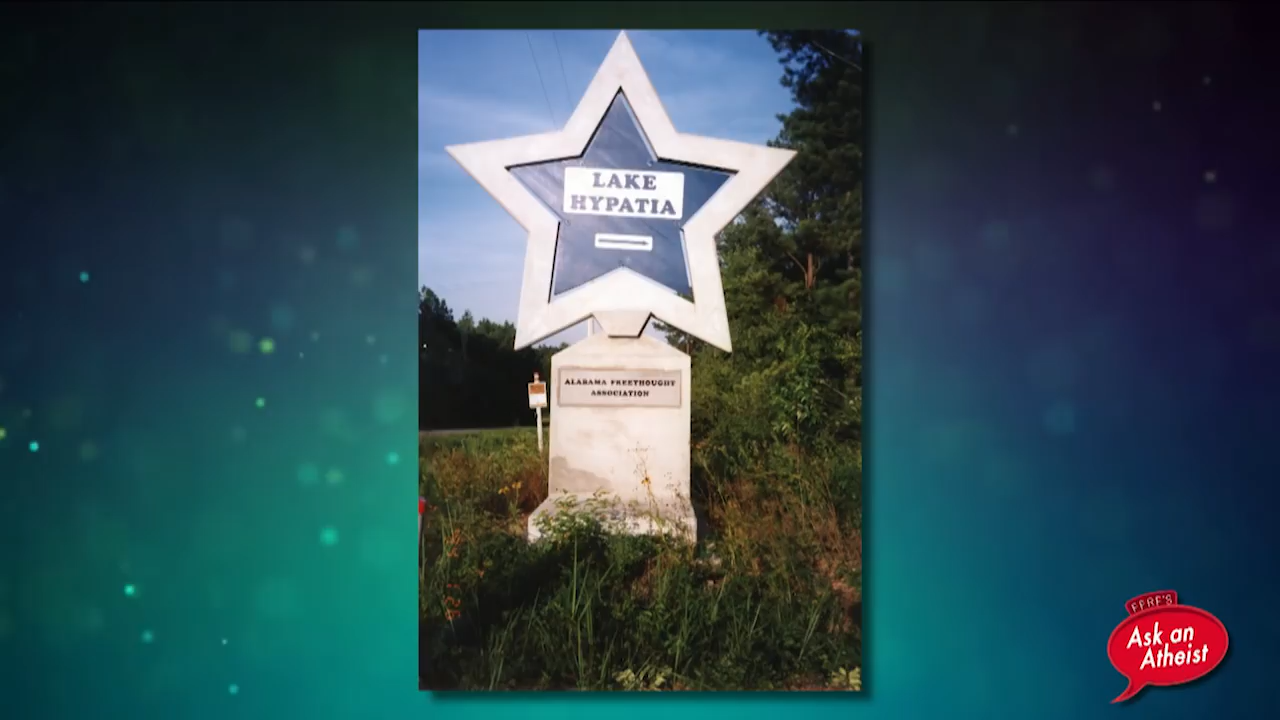 LAKE
HYPATIA
ALABAMA FREETHOUGHT
ASSOCIATION
FFRF'S
Ask an
Atheist